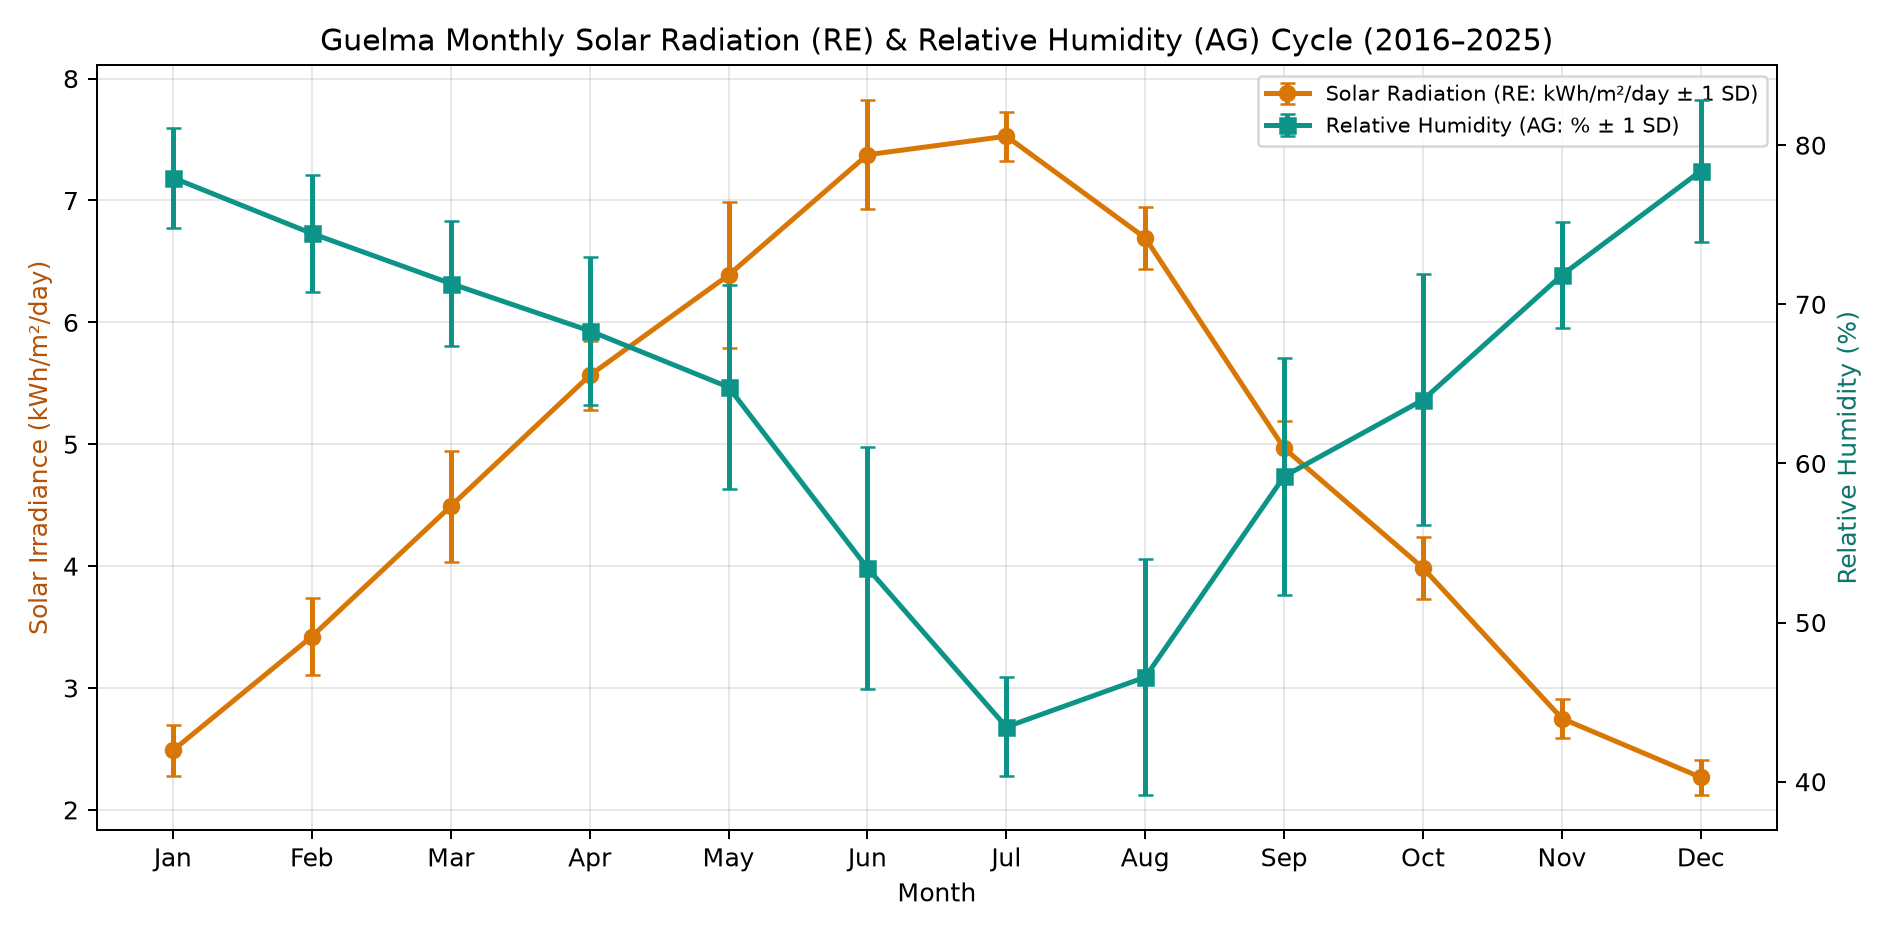 Guelma Monthly Solar Radiation (RE) & Relative Humidity (AG) Cycle (2016–2025)
Solar Radiation (RE: kWh/m²/day ± 1 SD)
Relative Humidity (AG: % ± 1 SD)
Solar Irradiance (kWh/m²/day)
8
7
6
5
4
3
2
80
70
60
50
40
Relative Humidity (%)
Jan Feb Mar Apr May Jun Jul Aug Sep Oct Nov Dec
Month